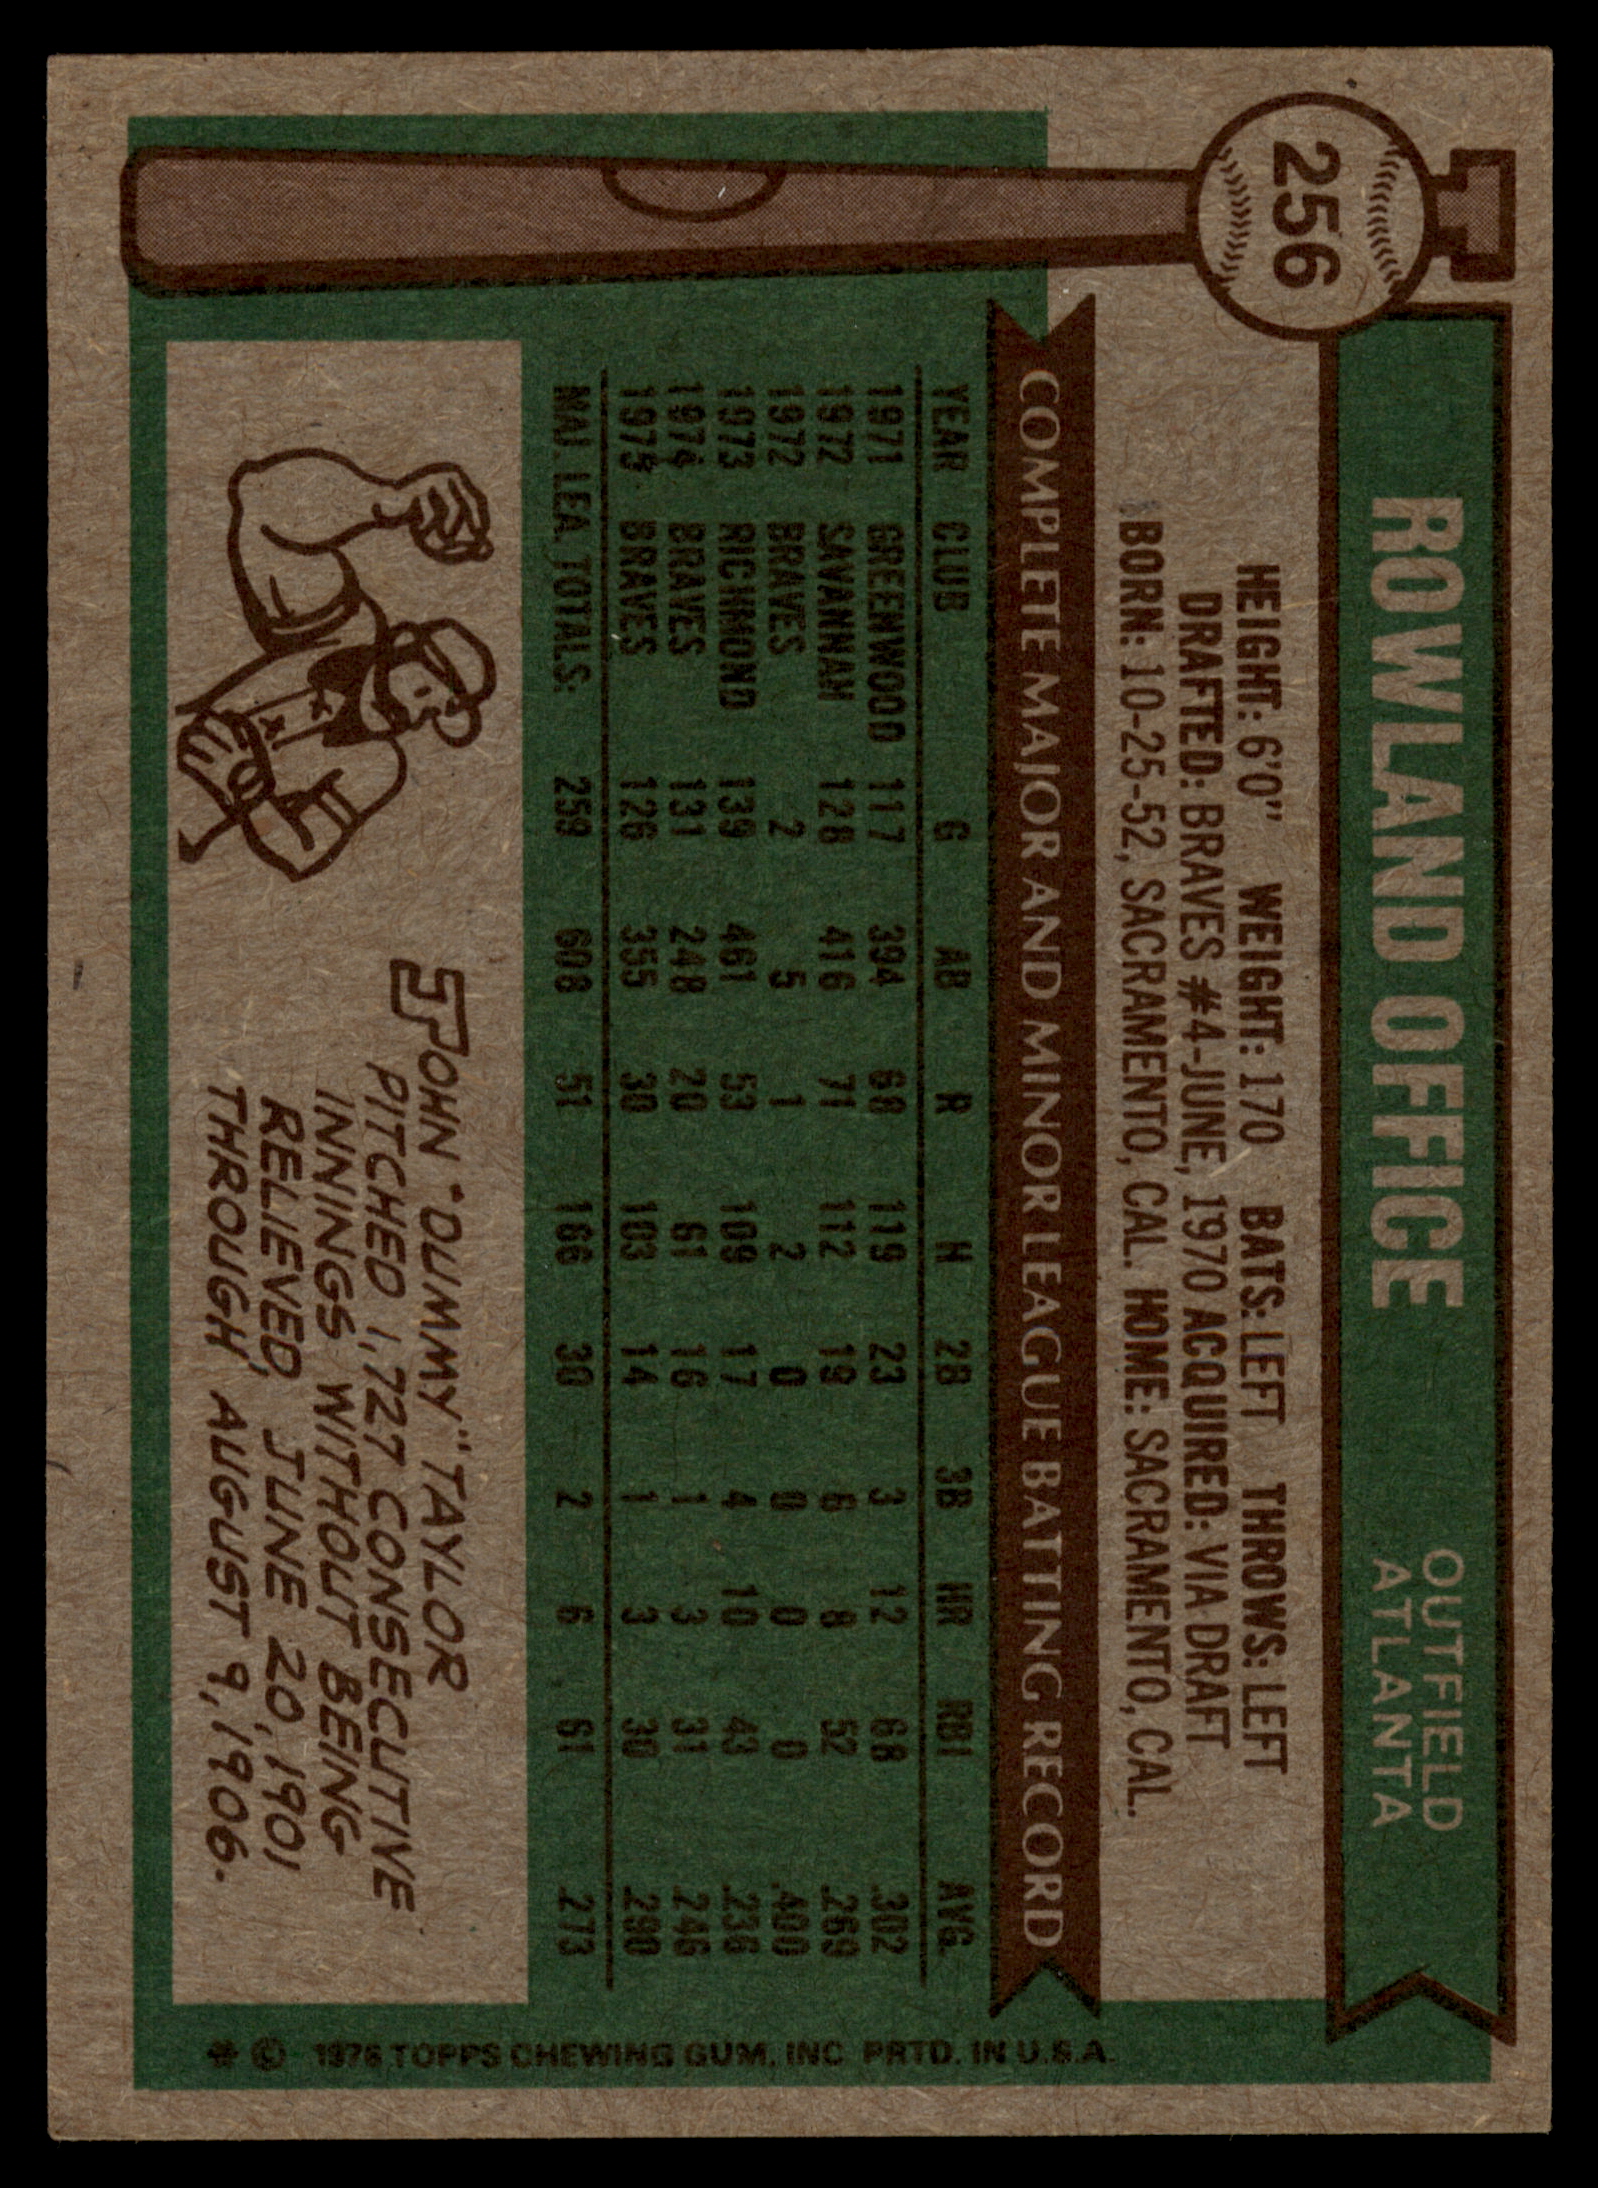 256
ROWLAND OFFICE
OUTFIELD
ATLANTA
HEIGHT: 6'0" WEIGHT: 170 BATS: LEFT THROWS: LEFT
DRAFTED: BRAVES #4-JUNE, 1970 ACQUIRED: VIA DRAFT
BORN: 10-25-52, SACRAMENTO, CAL. HOME: SACRAMENTO, CAL.
COMPLETE MAJOR AND MINOR LEAGUE BATTING RECORD
YEAR CLUB G AB R H 2B 3B HR RBI AVG.
1971 GREENWOOD 117 394 68 119 23 3 12 68 .302
1972 SAVANNAH 128 416 71 112 19 6 8 52 .269
1972 BRAVES 2 5 1 2 0 0 0 0 .400
1973 RICHMOND 139 461 53 109 17 4 10 43 .236
1974 BRAVES 131 248 20 61 16 1 3 31 .246
1975 BRAVES 126 355 30 103 14 1 3 30 .290
MAJ. LEA. TOTALS: 259 608 51 166 30 2 6 61 .273
JOHN "DUMMY" TAYLOR
PITCHED 1,727 CONSECUTIVE
INNINGS WITHOUT BEING
RELIEVED, JUNE 20, 1901
THROUGH AUGUST 9, 1906.
* © 1976 TOPPS CHEWING GUM, INC PRTD. IN U.S.A.